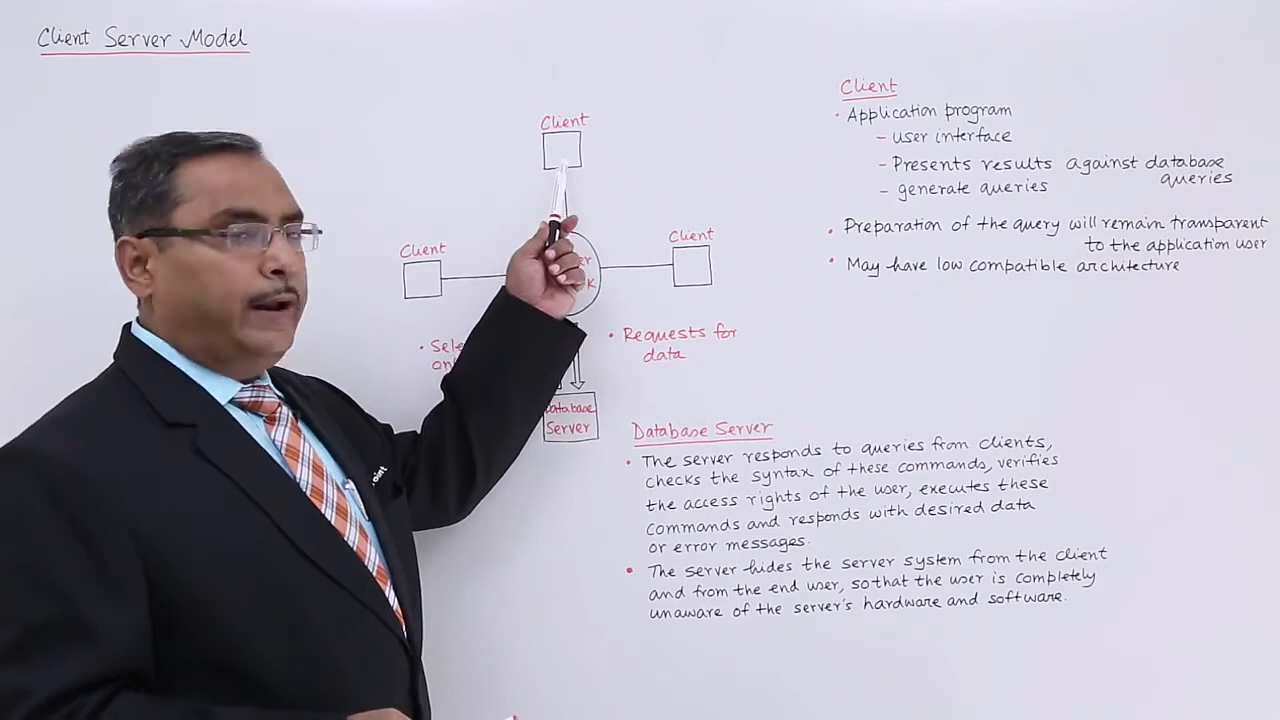 Client Server Model
Client
Client
Client
• Requests for
data
Database
Server
Client
• Application program
- user interface
- Presents results against database
queries
- generate queries
• Preparation of the query will remain transparent
to the application user
• May have low compatible architecture
Database Server
• The server responds to queries from clients,
checks the syntax of these commands, verifies
the access rights of the user, executes these
commands and responds with desired data
or error messages.
• The server hides the server system from the client
and from the end user, so that the user is completely
unaware of the server's hardware and software.